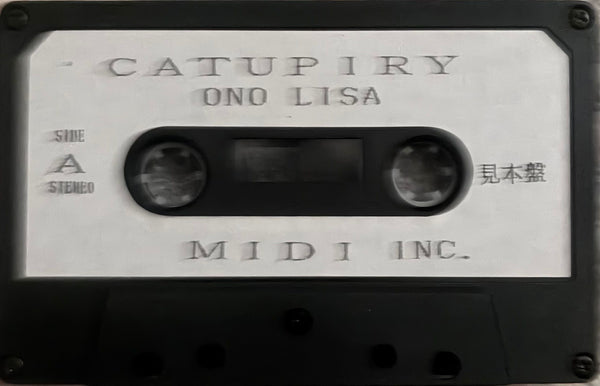 CATUPIRY
ONO LISA
SIDE
A
STEREO
見本盤
MIDI INC.